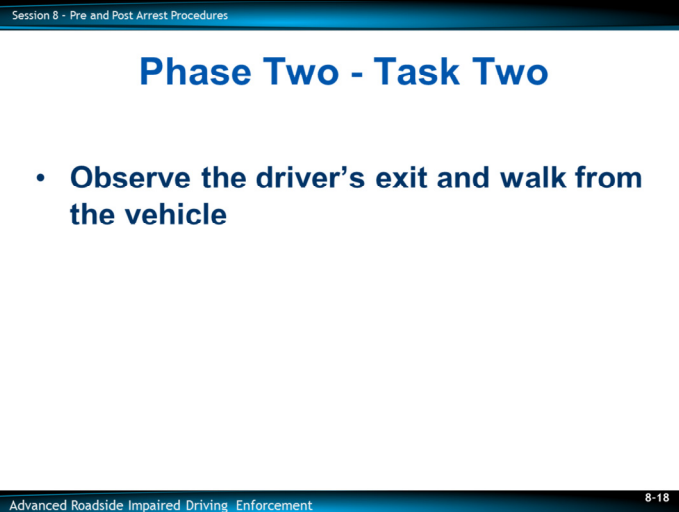 Session 8 - Pre and Post Arrest Procedures
Phase Two - Task Two
• Observe the driver’s exit and walk from
the vehicle
8-18
Advanced Roadside Impaired Driving Enforcement